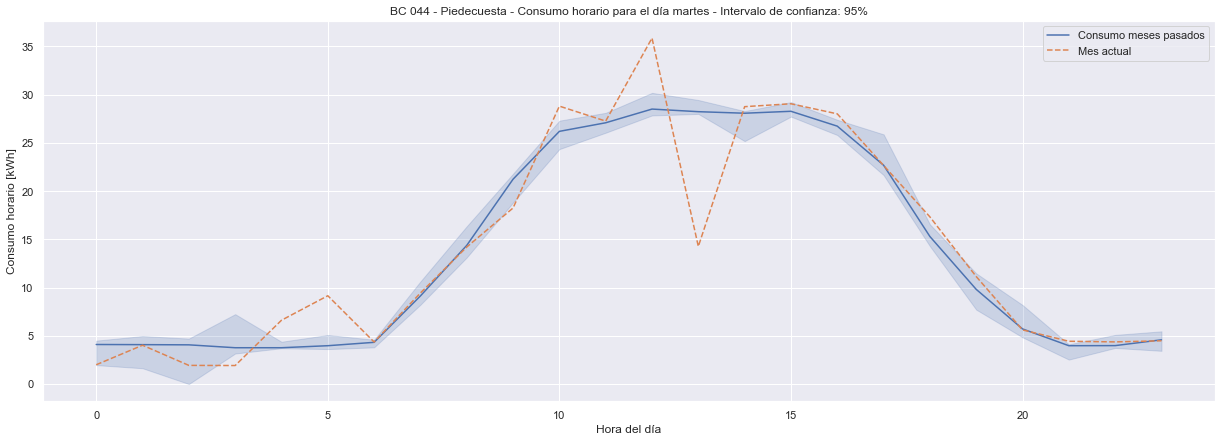 BC 044 - Piedecuesta - Consumo horario para el día martes - Intervalo de confianza: 95%
Consumo meses pasados
Mes actual
Consumo horario [kWh]
35
30
25
20
15
10
5
0
0
5
10
15
20
Hora del día